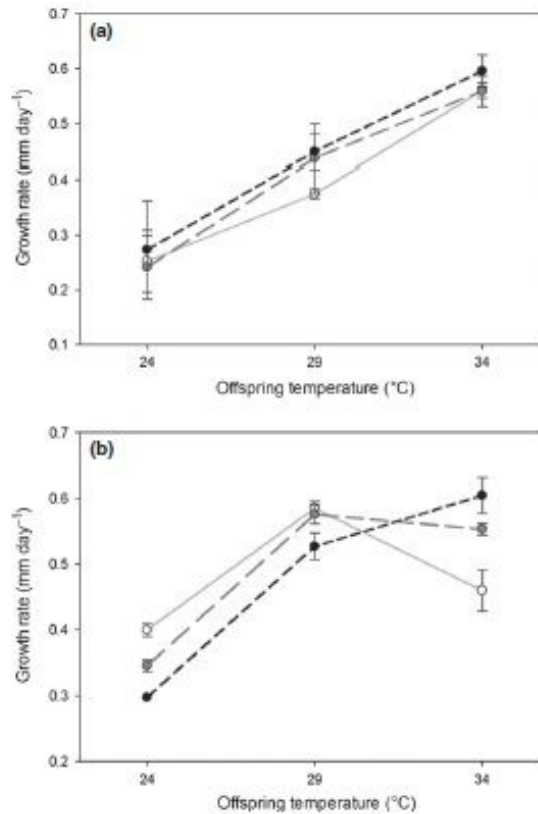 (a)
Growth rate (mm day⁻¹)
0.7
0.6
0.5
0.4
0.3
0.2
0.1
24 29 34
Offspring temperature (°C)
(b)
Growth rate (mm day⁻¹)
0.7
0.6
0.5
0.4
0.3
0.2
24 29 34
Offspring temperature (°C)